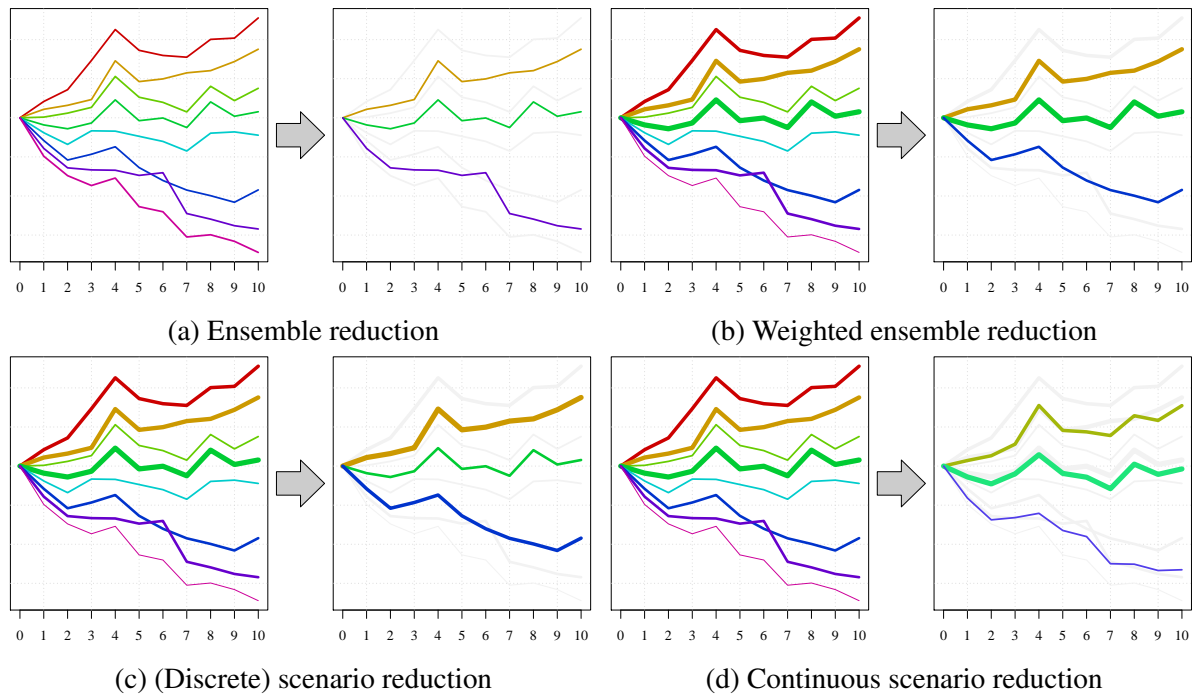 0 1 2 3 4 5 6 7 8 9 10 0 1 2 3 4 5 6 7 8 9 10 0 1 2 3 4 5 6 7 8 9 10 0 1 2 3 4 5 6 7 8 9 10
(a) Ensemble reduction (b) Weighted ensemble reduction
0 1 2 3 4 5 6 7 8 9 10 0 1 2 3 4 5 6 7 8 9 10 0 1 2 3 4 5 6 7 8 9 10 0 1 2 3 4 5 6 7 8 9 10
(c) (Discrete) scenario reduction (d) Continuous scenario reduction